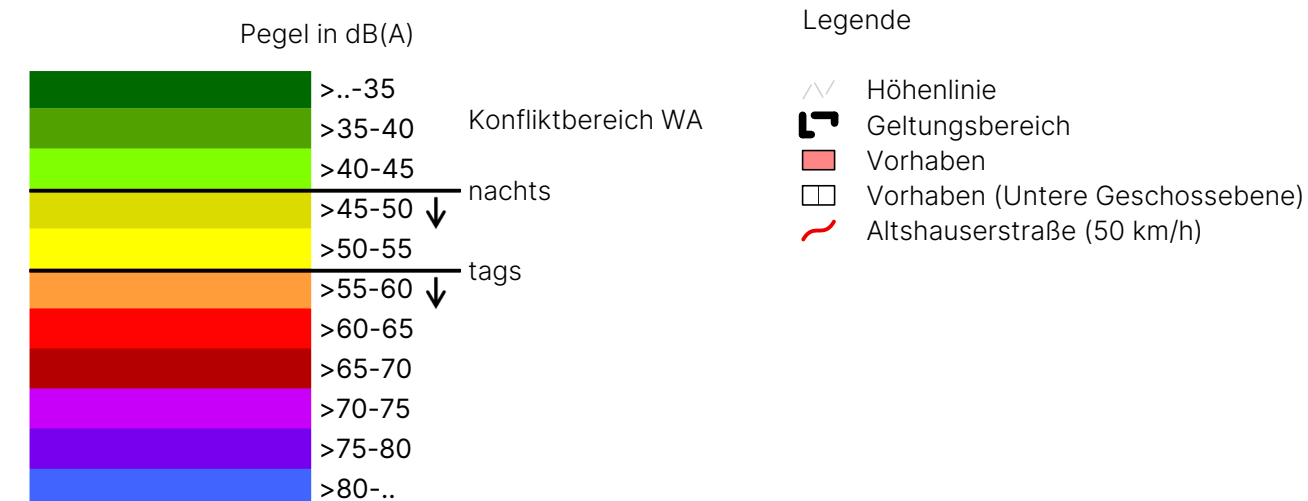 Pegel in dB(A)
>..-35
>35-40
>40-45
>45-50
>50-55
>55-60
>60-65
>65-70
>70-75
>75-80
>80-..
Konfliktbereich WA
nachts
tags
Legende
Höhenlinie
Geltungsbereich
Vorhaben
Vorhaben (Untere Geschossebene)
Altshauserstraße (50 km/h)